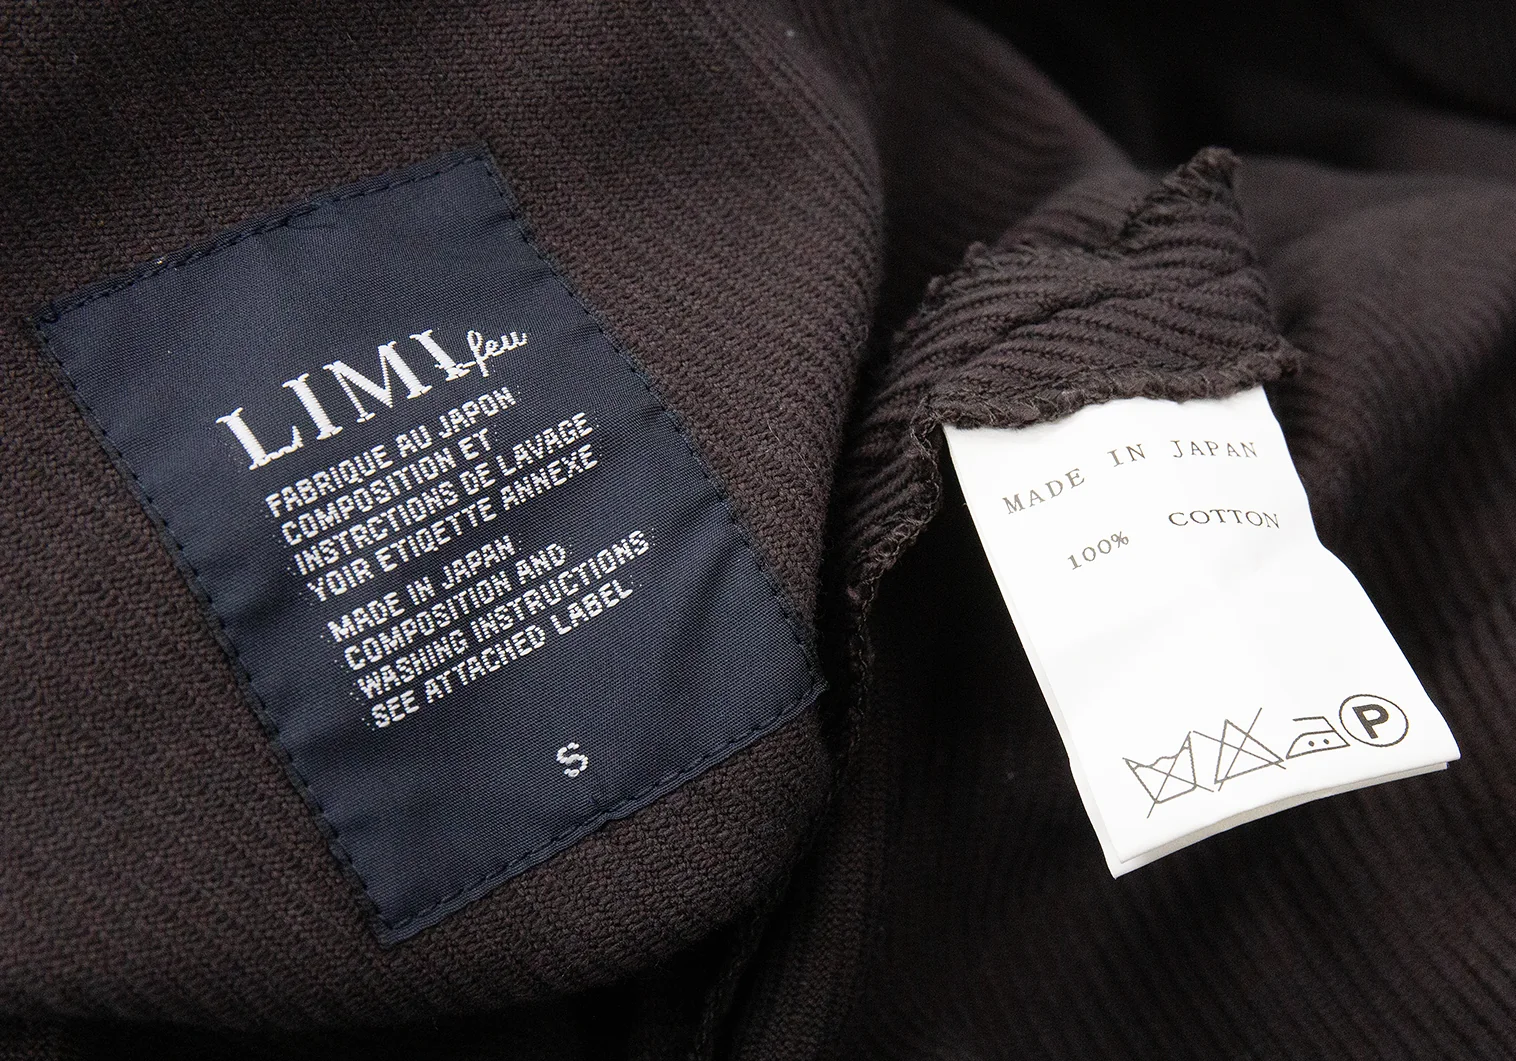 LIMI feu
FABRIQUE AU JAPON
COMPOSITION ET
INSTRCTIONS DE LAVAGE
YOIR ETIQETTE ANNEXE
MADE IN JAPAN
COMPOSITION AND
WASHING INSTRUCTIONS
SEE ATTACHED LABEL
S
MADE IN JAPAN
100% COTTON
P